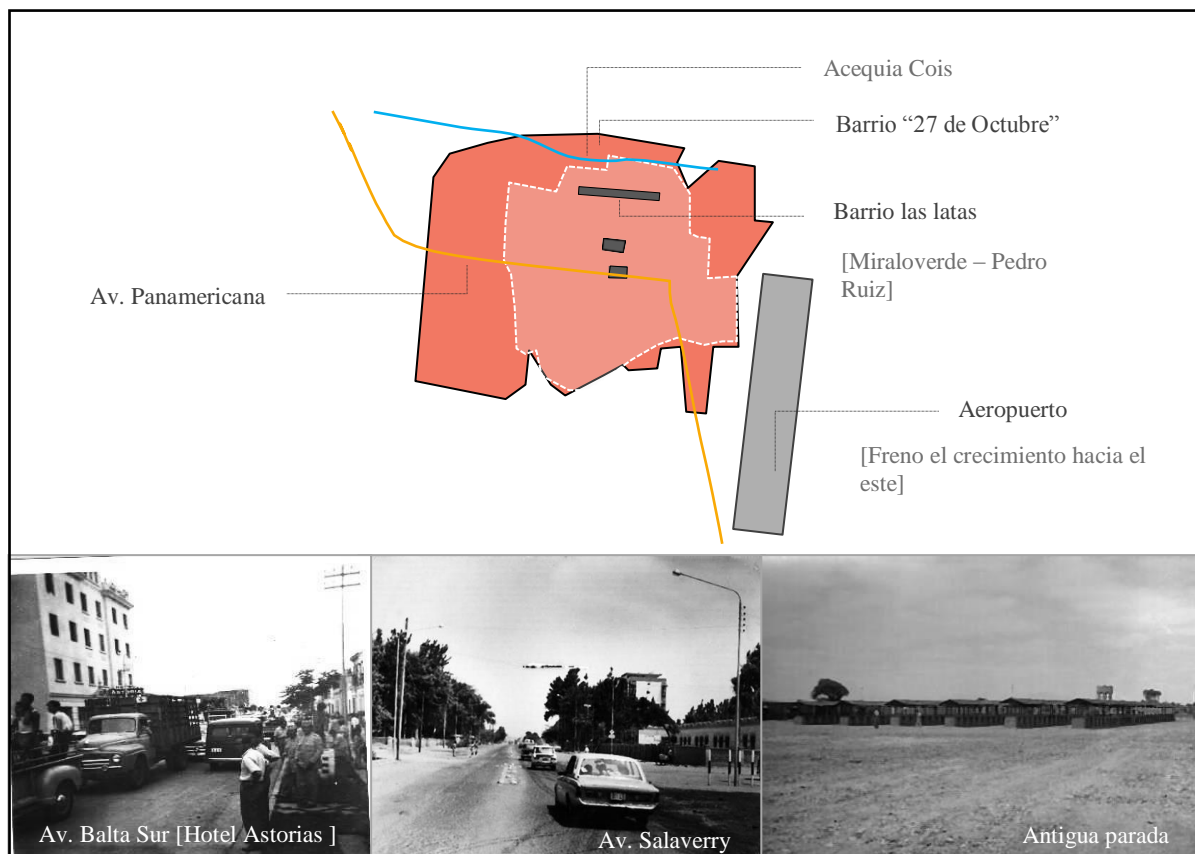 Acequia Cois
Barrio “27 de Octubre”
Barrio las latas
[Miraloverde – Pedro
Ruiz]
Av. Panamericana
Aeropuerto
[Freno el crecimiento hacia el
este]
Av. Balta Sur [Hotel Astorias ]
Av. Salaverry
Antigua parada